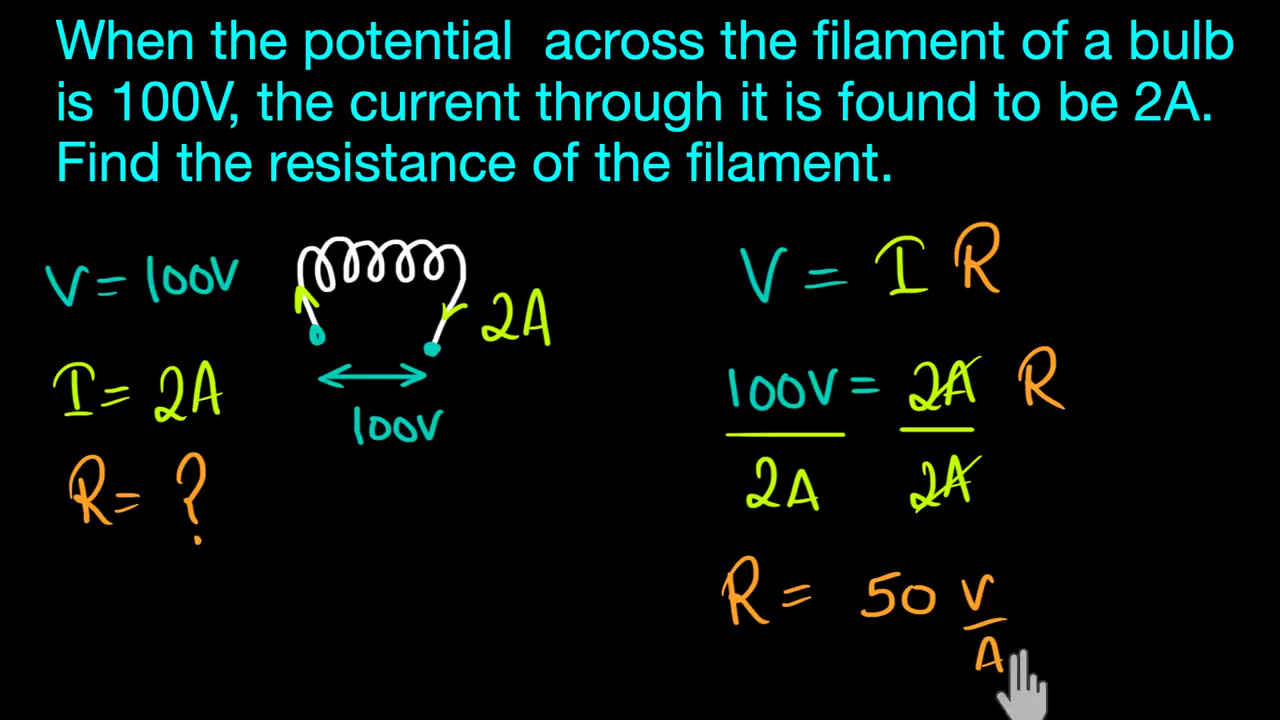 When the potential across the filament of a bulb
is 100V, the current through it is found to be 2A.
Find the resistance of the filament.
V = 100V
I = 2A
R = ?
2A
100V
V = I R
100V = 2A R
2A 2A
R = 50 V
A